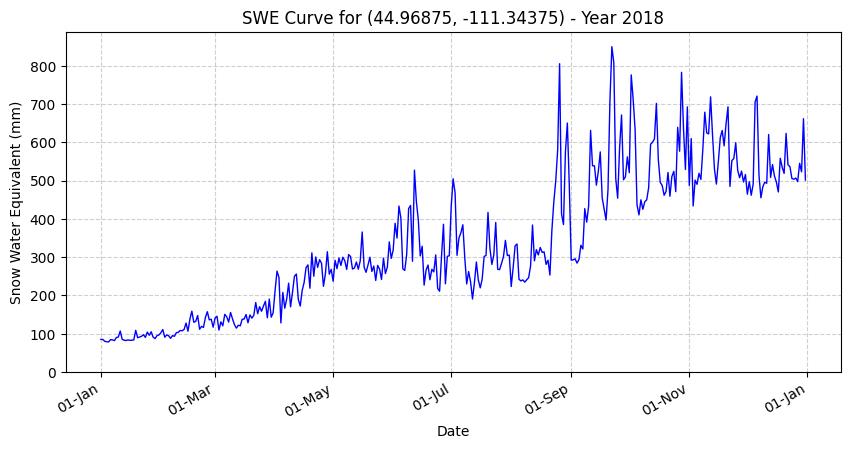 SWE Curve for (44.96875, -111.34375) - Year 2018
Snow Water Equivalent (mm)
800
700
600
500
400
300
200
100
0
01-Jan
01-Mar
01-May
01-Jul
01-Sep
01-Nov
01-Jan
Date